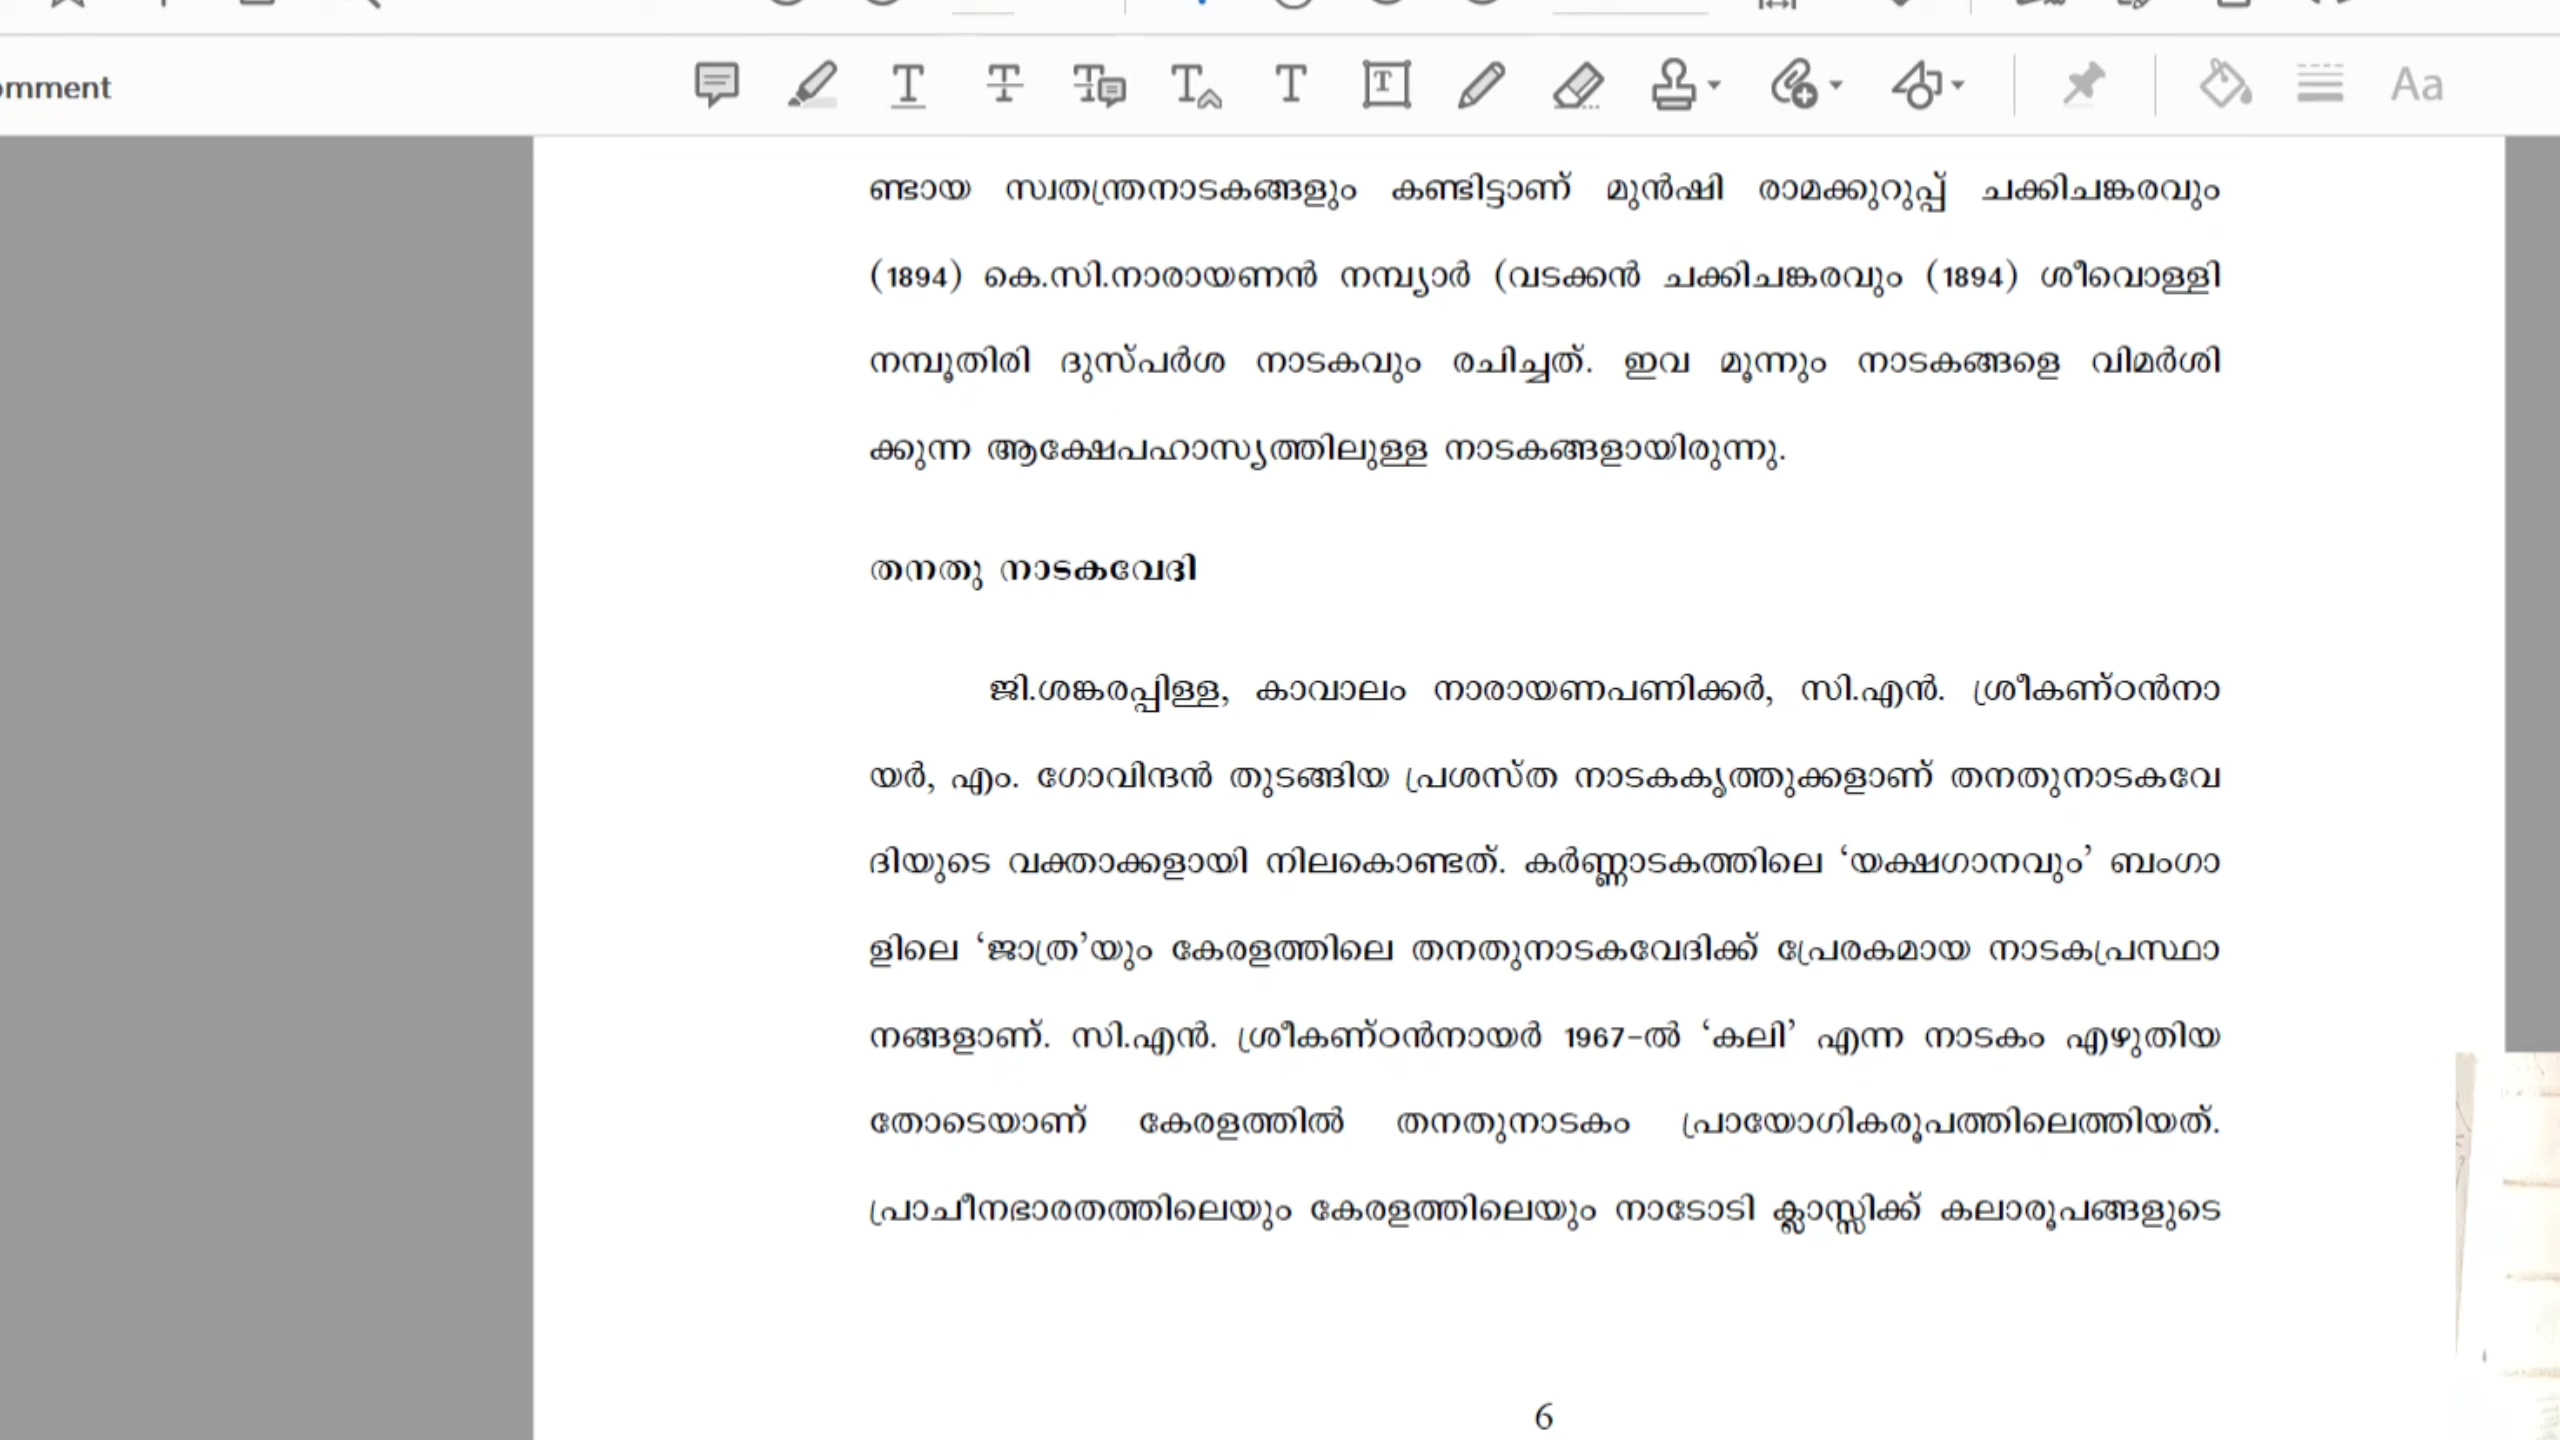 omment
T T T T T T Aa
ണ്ടായ സ്വതന്ത്രനാടകങ്ങളും കണ്ടിട്ടാണ് മുൻഷി രാമക്കുറുപ്പ് ചക്കിചങ്കരവും
(1894) കെ.സി.നാരായണൻ നമ്പ്യാർ (വടക്കൻ ചക്കിചങ്കരവും (1894) ശീവൊള്ളി
നമ്പൂതിരി ദുസ്പർശ നാടകവും രചിച്ചത്. ഇവ മൂന്നും നാടകങ്ങളെ വിമർശി
ക്കുന്ന ആക്ഷേപഹാസ്യത്തിലുള്ള നാടകങ്ങളായിരുന്നു.
തനതു നാടകവേദി
ജി.ശങ്കരപ്പിള്ള, കാവാലം നാരായണപണിക്കർ, സി.എൻ. ശ്രീകണ്ഠൻനാ
യർ, എം. ഗോവിന്ദൻ തുടങ്ങിയ പ്രശസ്ത നാടകകൃത്തുക്കളാണ് തനതുനാടകവേ
ദിയുടെ വക്താക്കളായി നിലകൊണ്ടത്. കർണ്ണാടകത്തിലെ ‘യക്ഷഗാനവും’ ബംഗാ
ളിലെ ‘ജാത്ര’യും കേരളത്തിലെ തനതുനാടകവേദിക്ക് പ്രേരകമായ നാടകപ്രസ്ഥാ
നങ്ങളാണ്. സി.എൻ. ശ്രീകണ്ഠൻനായർ 1967-ൽ ‘കലി’ എന്ന നാടകം എഴുതിയ
തോടെയാണ് കേരളത്തിൽ തനതുനാടകം പ്രായോഗികരൂപത്തിലെത്തിയത്.
പ്രാചീനഭാരതത്തിലെയും കേരളത്തിലെയും നാടോടി ക്ലാസ്സിക്ക് കലാരൂപങ്ങളുടെ
6